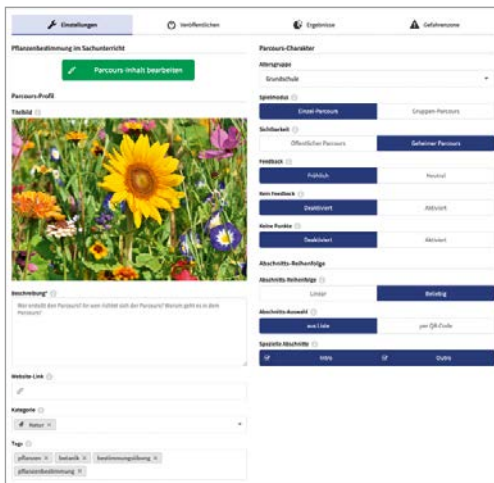 Einstellungen
Veröffentlichen
Ergebnisse
Gefahrenzone
Pflanzenbestimmung im Sachunterricht
Parcours-Inhalt bearbeiten
Parcours-Profil
Titelbild
Beschreibung*
Wer erstellt den Parcours? An wen richtet sich der Parcours? Worum geht es in dem
Parcours?
Website-Link
Kategorie
Natur ×
Tags
pflanzen × botanik × bestimmungsübung ×
pflanzenbestimmung ×
Parcours-Charakter
Altersgruppe
Grundschule
Spielmodus
Einzel-Parcours Gruppen-Parcours
Sichtbarkeit
Öffentlicher Parcours Geheimer Parcours
Feedback
Fröhlich Neutral
Kein Feedback
Deaktiviert Aktiviert
Keine Punkte
Deaktiviert Aktiviert
Abschnitts-Reihenfolge
Abschnitts-Reihenfolge
Linear Beliebig
Abschnitts-Auswahl
aus Liste per QR-Code
Spezielle Abschnitte
Intro Outro